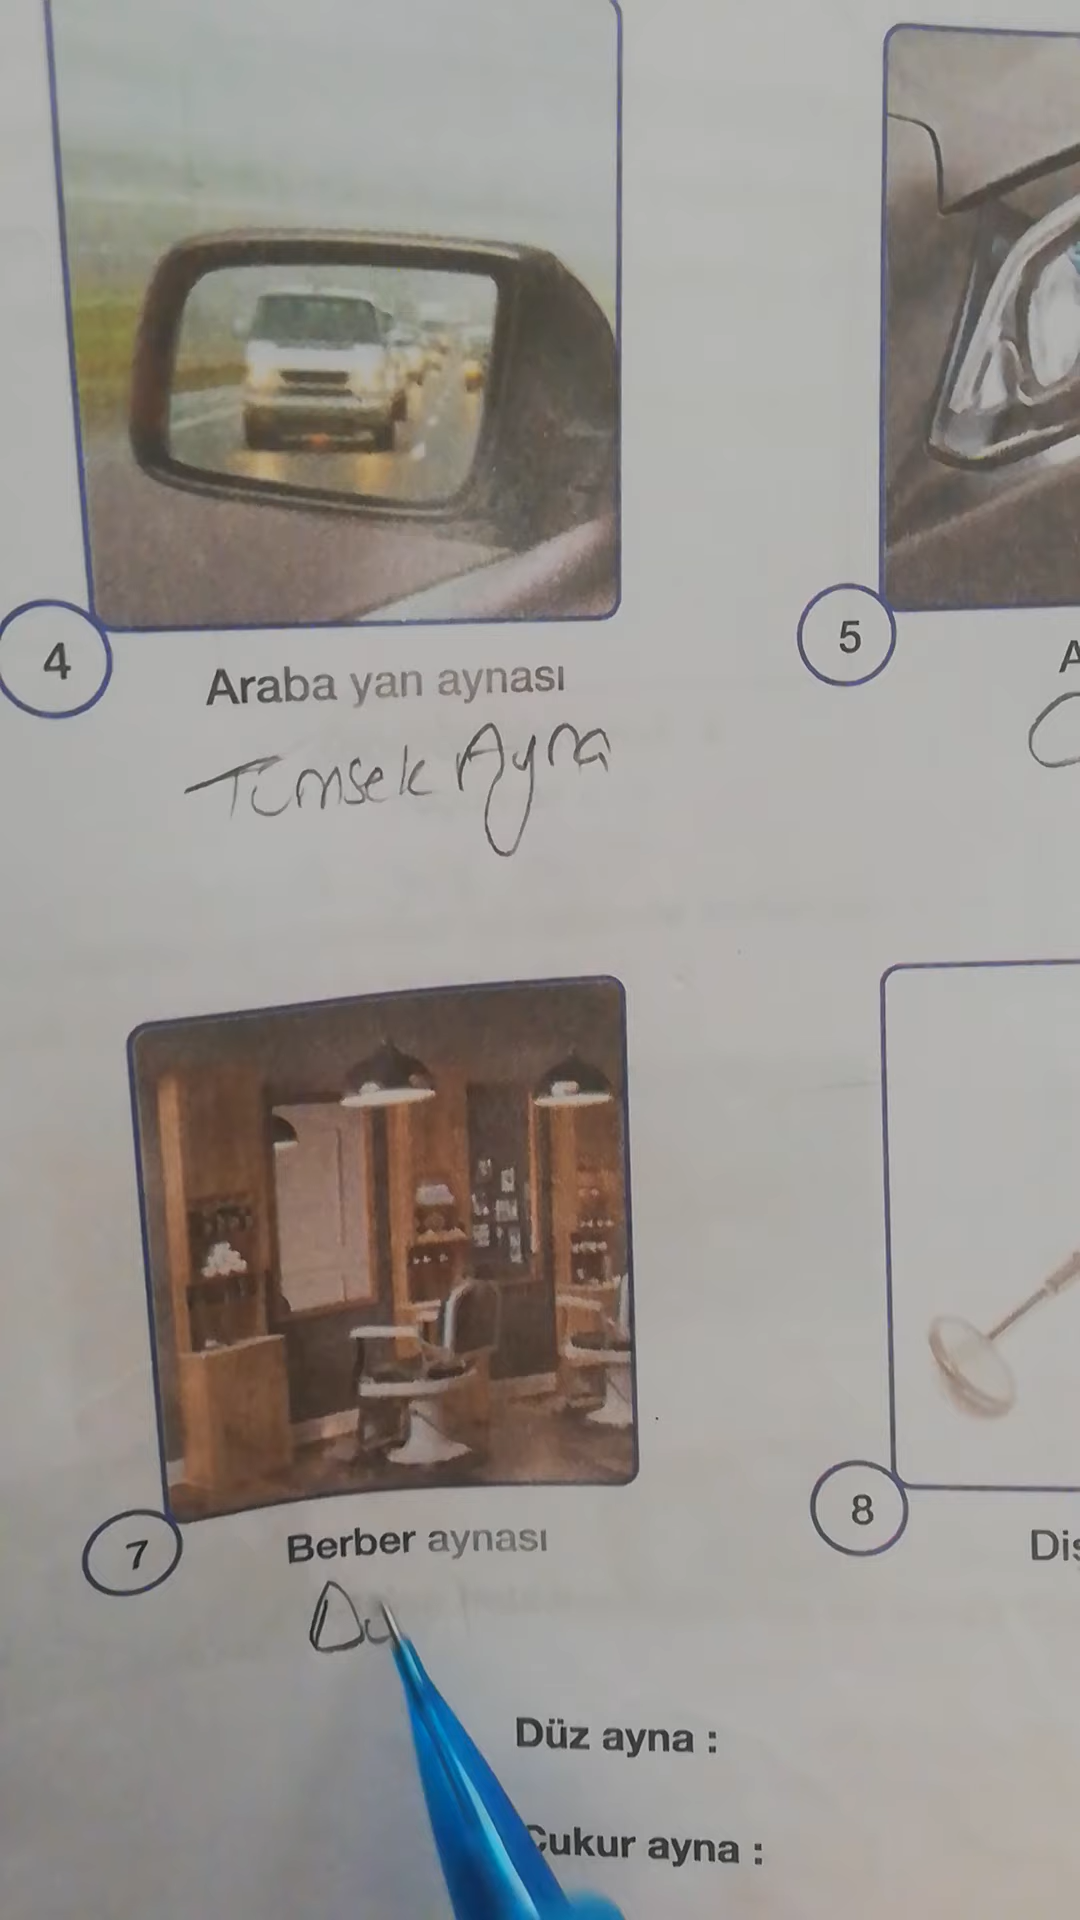 4
Araba yan aynası
Tümsek Ayna
5
7
Berber aynası
8
Düz ayna :
Çukur ayna :